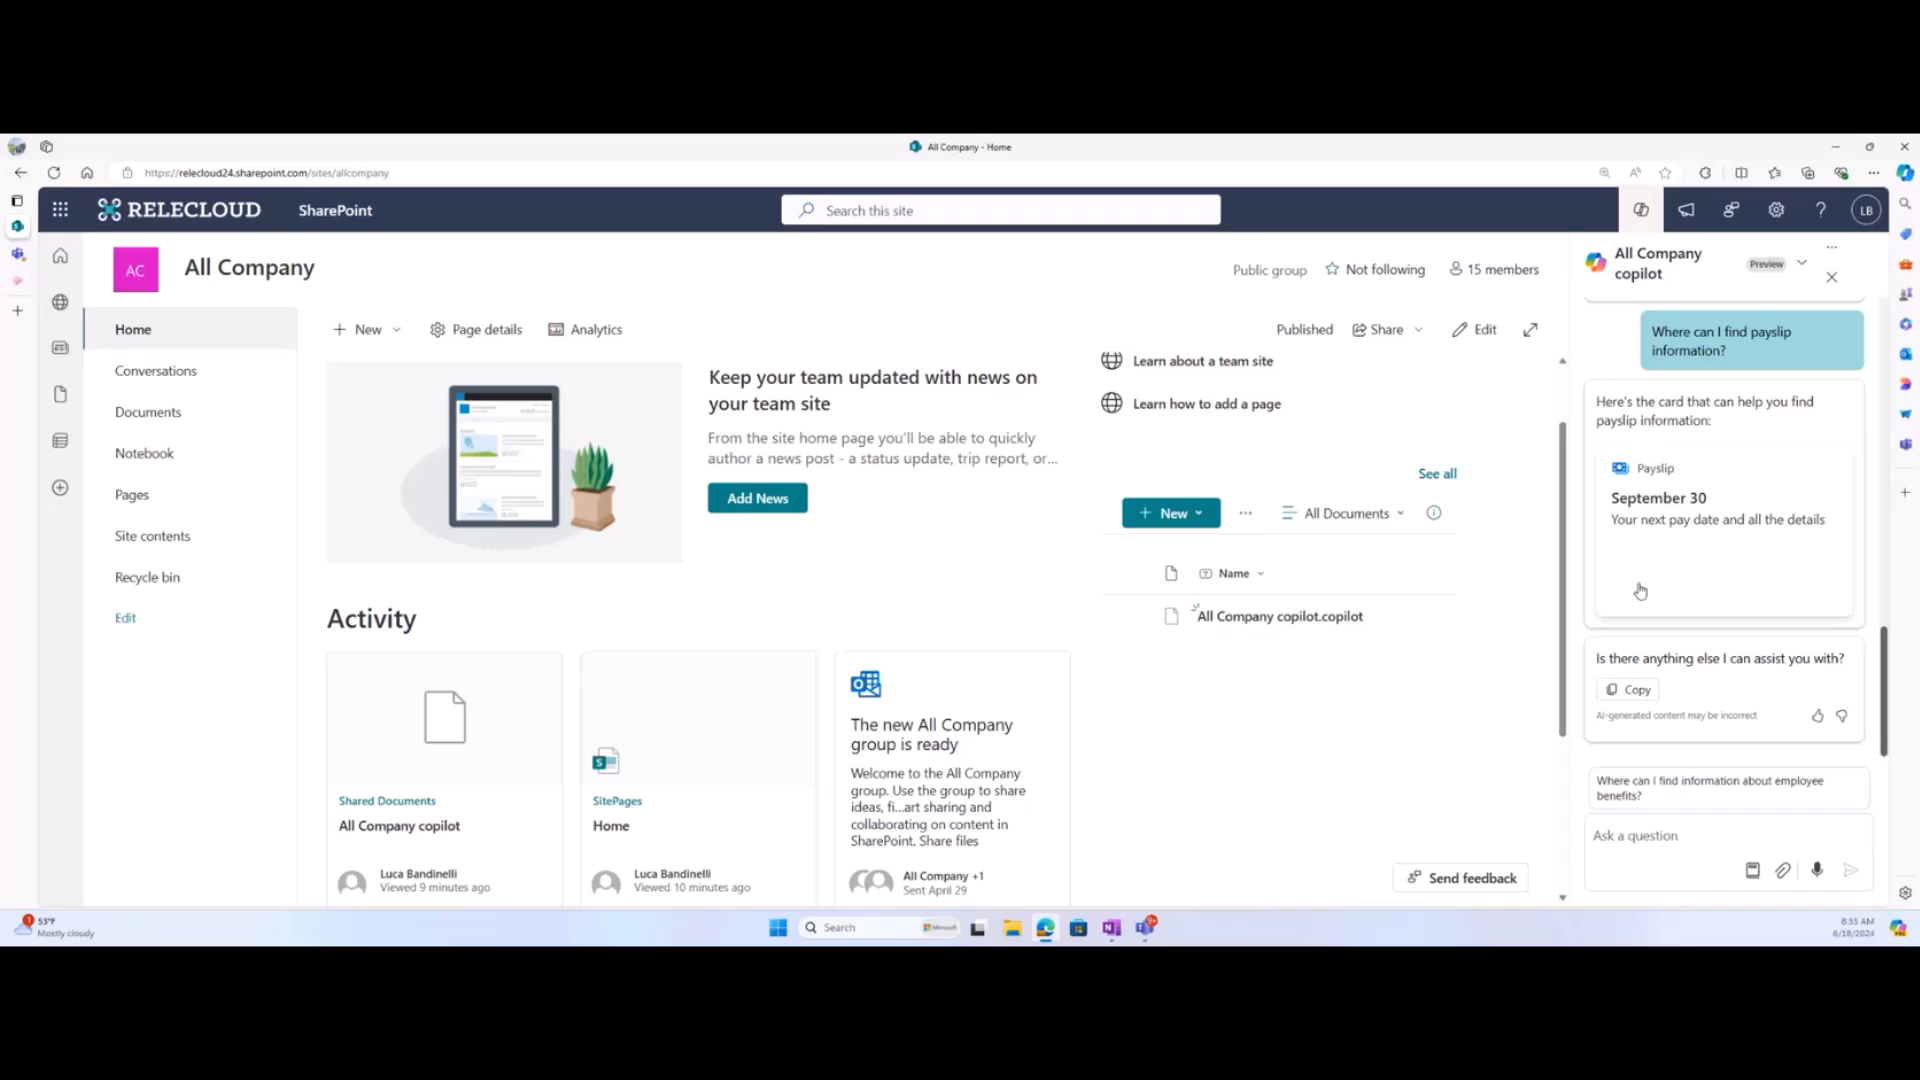 All Company - Home
https://relecloud24.sharepoint.com/sites/allcompany
RELECLOUD
SharePoint
Search this site
LB
AC
All Company
Public group
Not following
15 members
Home
Conversations
Documents
Notebook
Pages
Site contents
Recycle bin
Edit
New
Page details
Analytics
Published
Share
Edit
Keep your team updated with news on
your team site
From the site home page you'll be able to quickly
author a news post - a status update, trip report, or...
Add News
Learn about a team site
Learn how to add a page
See all
New
All Documents
Name
All Company copilot.copilot
Activity
Shared Documents
All Company copilot
Luca Bandinelli
Viewed 9 minutes ago
SitePages
Home
Luca Bandinelli
Viewed 10 minutes ago
The new All Company
group is ready
Welcome to the All Company
group. Use the group to share
ideas, fi...art sharing and
collaborating on content in
SharePoint. Share files
All Company +1
Sent April 29
Send feedback
All Company
copilot
Preview
Where can I find payslip
information?
Here's the card that can help you find
payslip information:
Payslip
September 30
Your next pay date and all the details
Is there anything else I can assist you with?
Copy
AI-generated content may be incorrect
Where can I find information about employee
benefits?
Ask a question
53°F
Mostly cloudy
Search
Microsoft
8:35 AM
6/18/2024